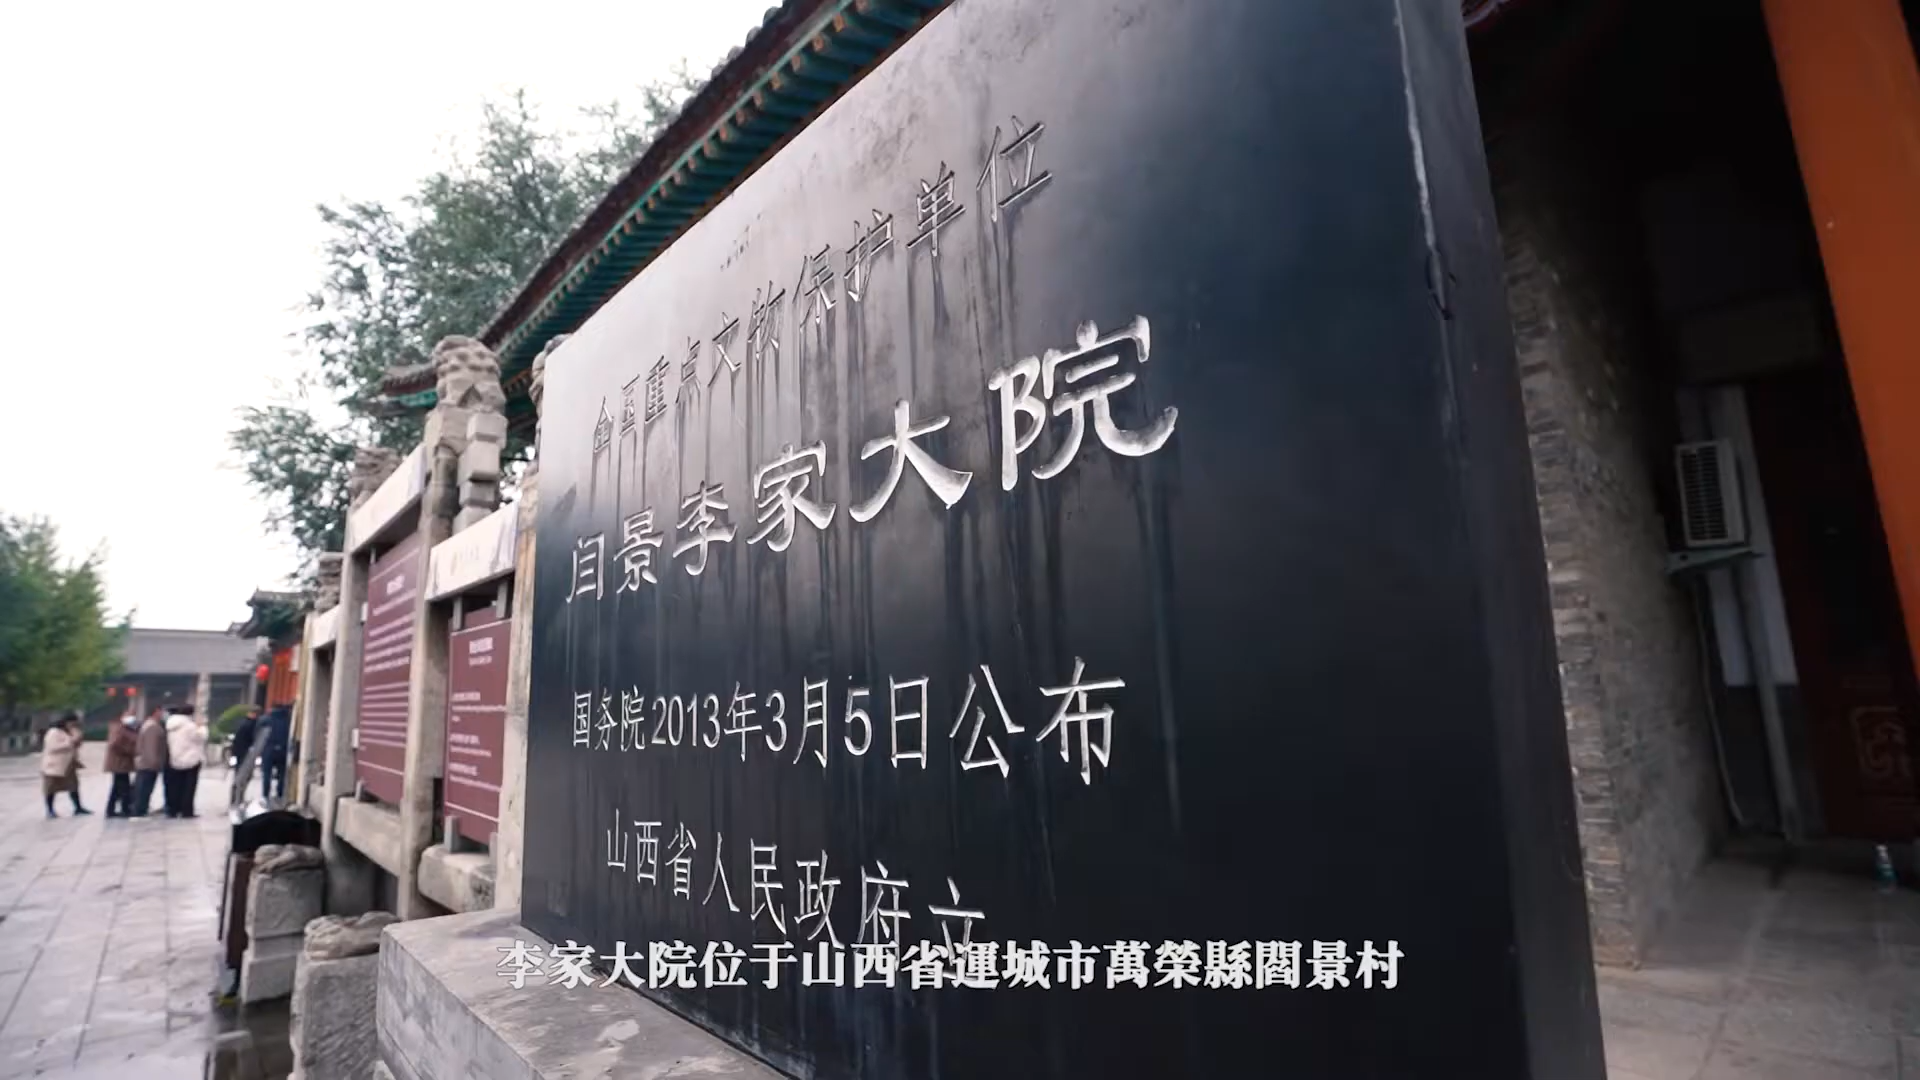 全国重点文物保护单位
闫景李家大院
国务院2013年3月5日公布
山西省人民政府立
李家大院位于山西省運城市萬榮縣閻景村